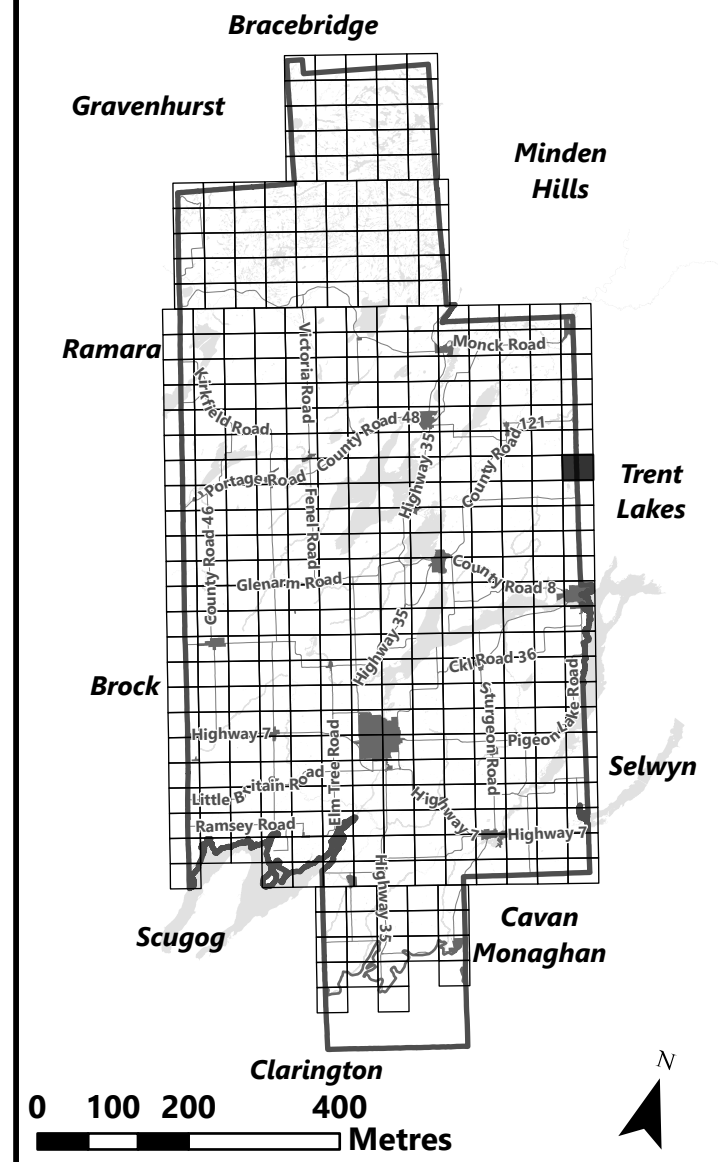 Bracebridge
Gravenhurst
Minden
Hills
Ramara
Victoria Road
Monck Road
Kirkfield Road
County Road 48
Highway 35
County Road 121
Portage Road
Trent
Lakes
County Road 46
Fenel Road
Glenarm Road
County Road 8
Highway 35
Ckl Road 36
Brock
Pigeon Lake Road
Sturgeon Road
Highway 7
Elm Tree Road
Selwyn
Little Britain Road
Highway 7
Ramsey Road
Highway 7
Highway 35
Scugog
Cavan
Monaghan
Clarington
N
0 100 200 400
Metres